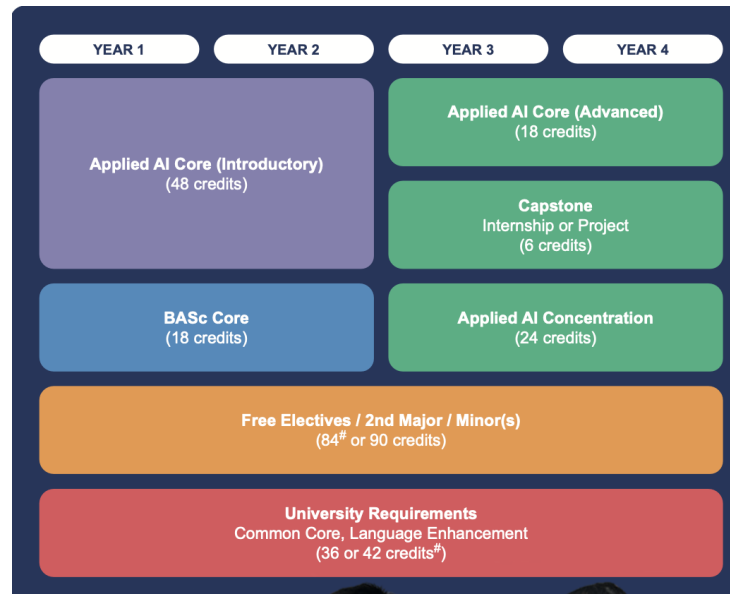 YEAR 1
YEAR 2
YEAR 3
YEAR 4
Applied AI Core (Introductory)
(48 credits)
Applied AI Core (Advanced)
(18 credits)
Capstone
Internship or Project
(6 credits)
BASc Core
(18 credits)
Applied AI Concentration
(24 credits)
Free Electives / 2nd Major / Minor(s)
(84# or 90 credits)
University Requirements
Common Core, Language Enhancement
(36 or 42 credits#)